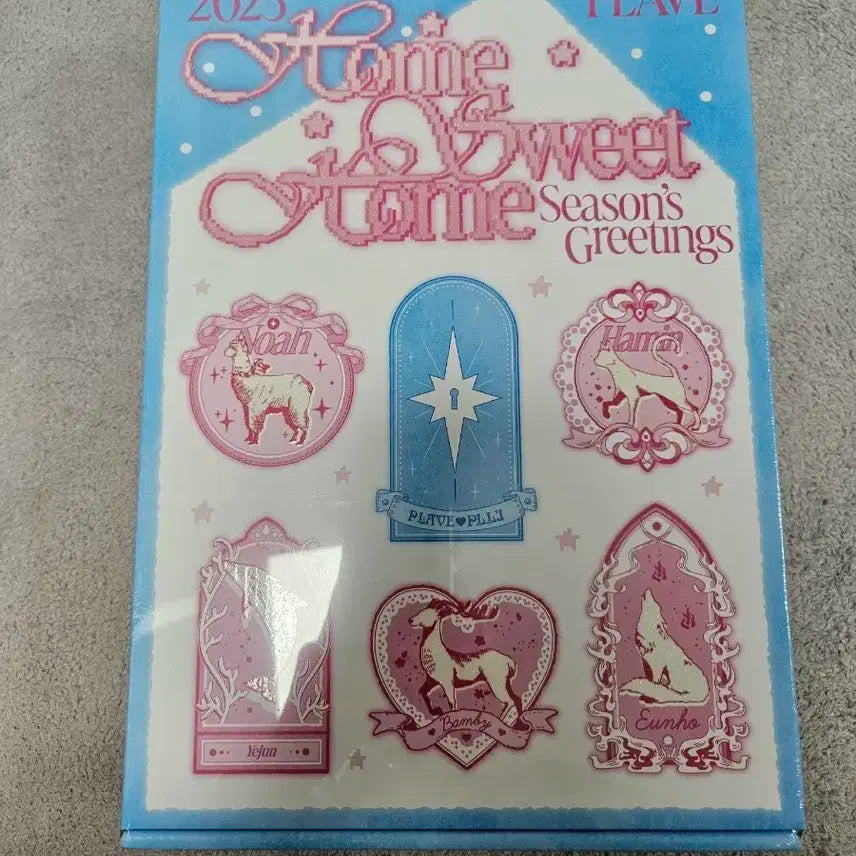 2025 PLAVE
Home
Sweet
Home
Season's
Greetings
Noah
Hamin
PLAVE♥PLLI
Yejun
Bamby
Eunho